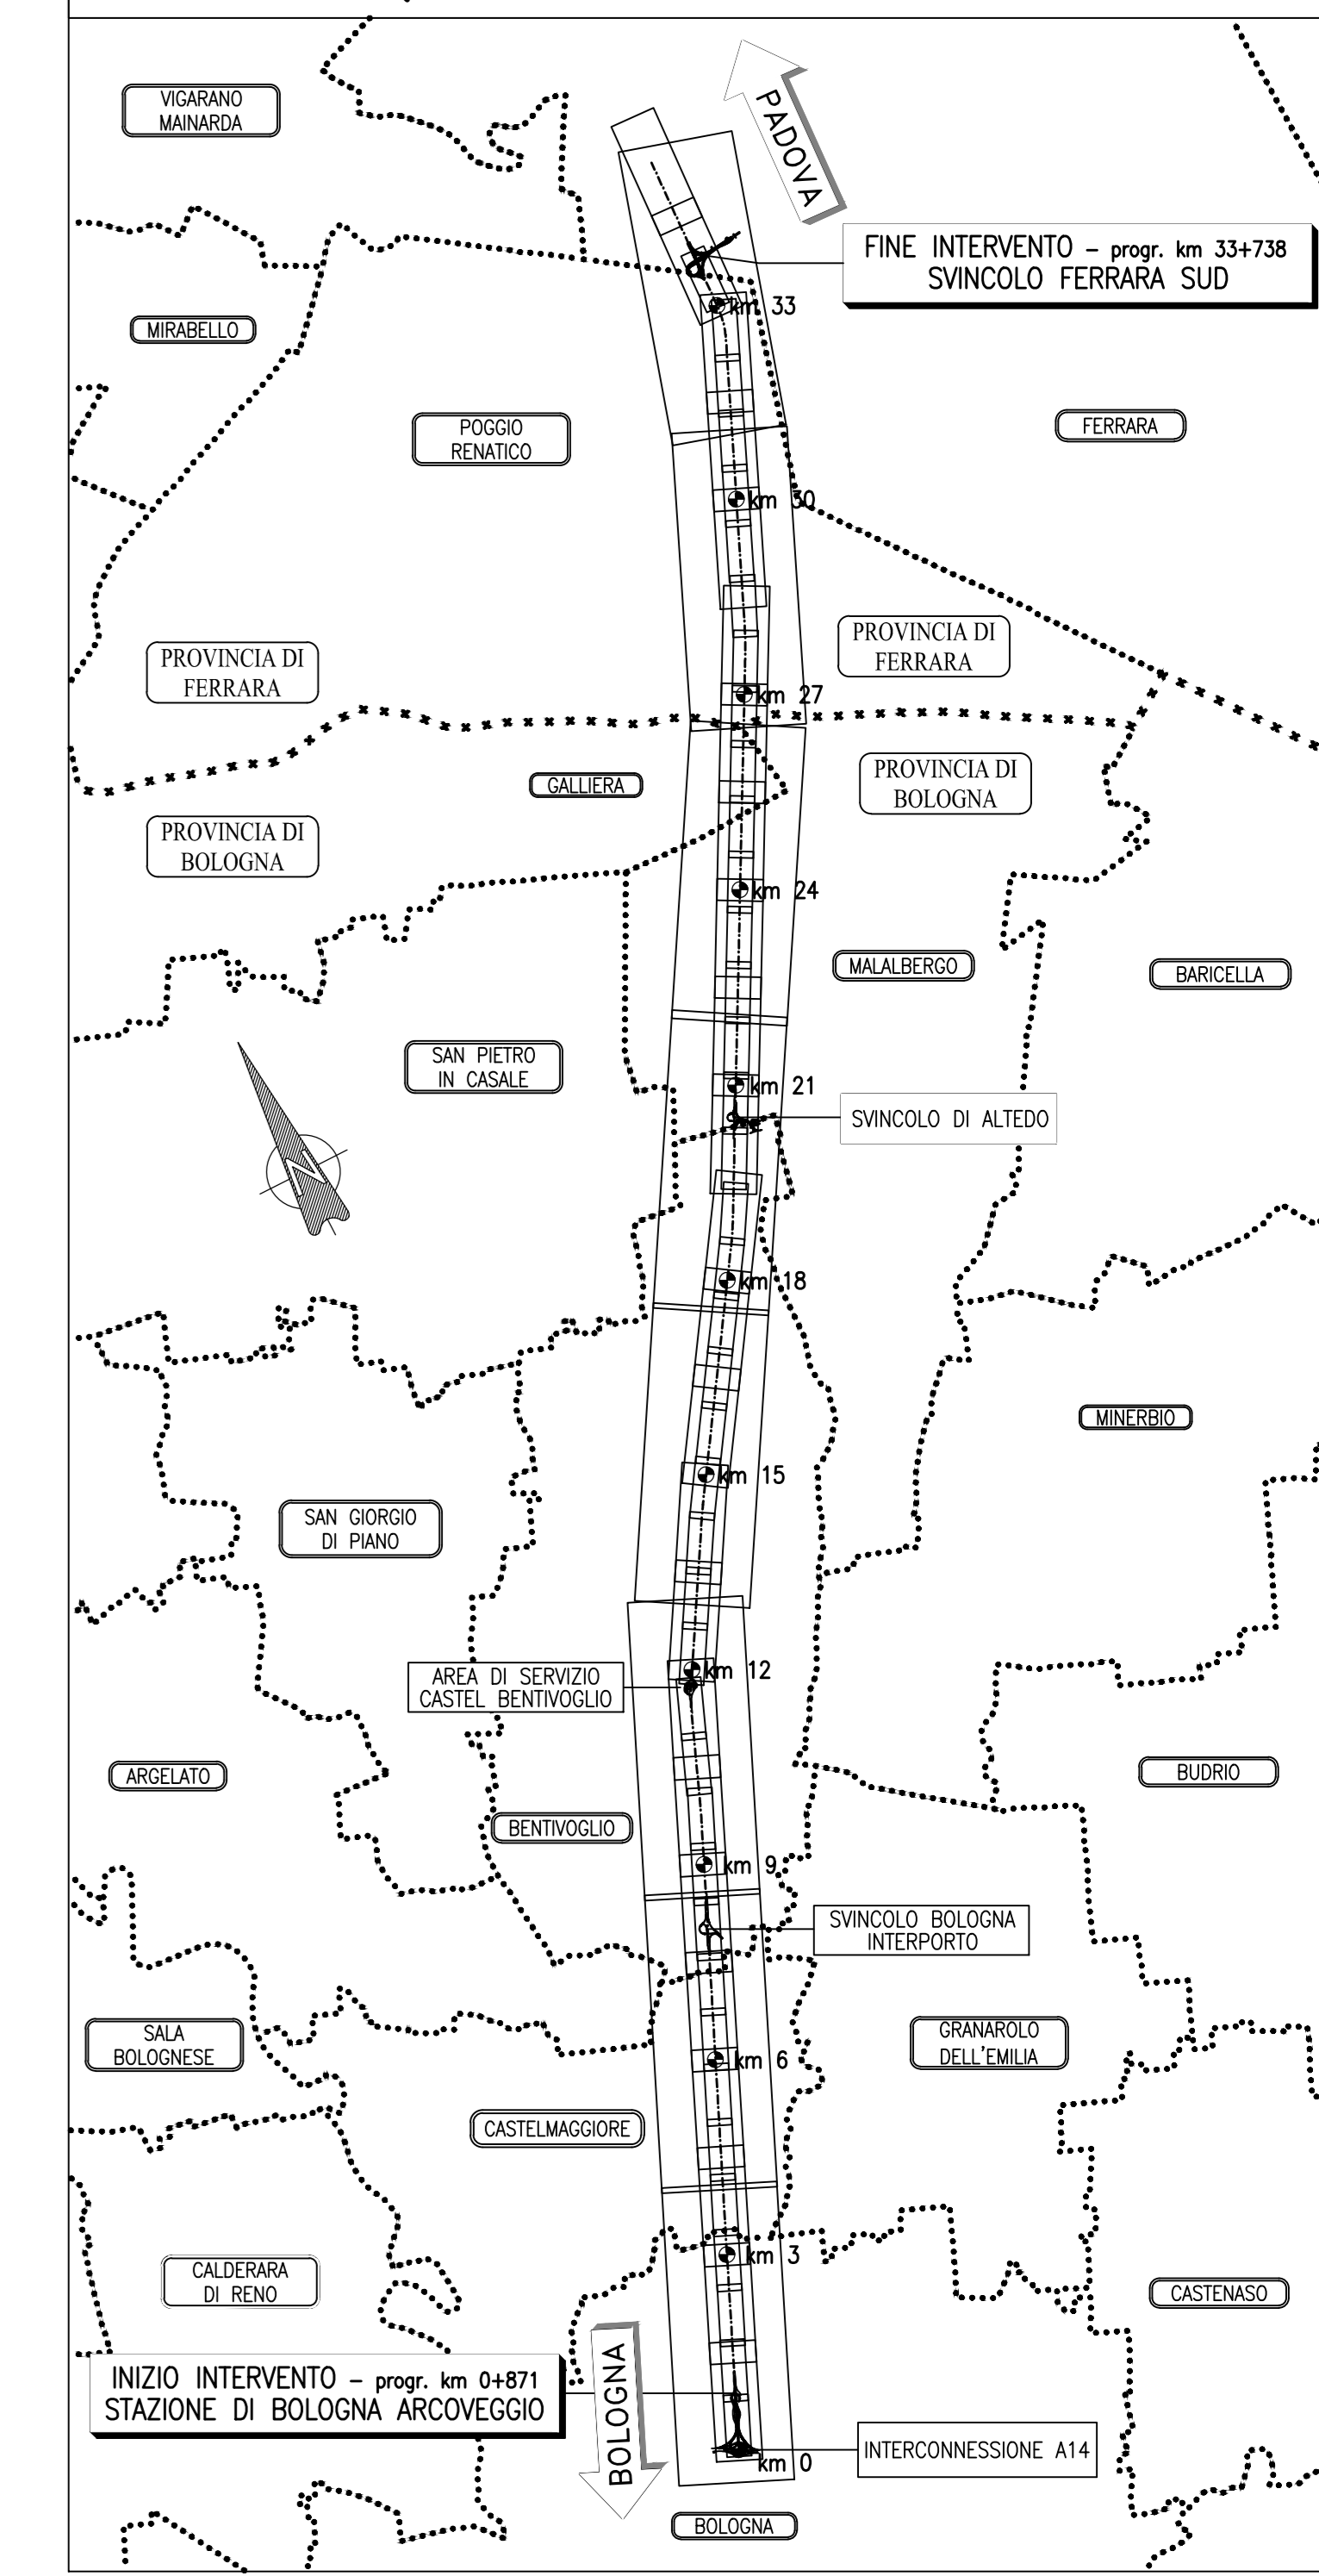 VIGARANO
MAINARDA
PADOVA
FINE INTERVENTO – progr. km 33+738
SVINCOLO FERRARA SUD
km 33
MIRABELLO
POGGIO
RENATICO
FERRARA
km 30
PROVINCIA DI
FERRARA
PROVINCIA DI
FERRARA
km 27
GALLIERA
PROVINCIA DI
BOLOGNA
PROVINCIA DI
BOLOGNA
km 24
MALALBERGO
BARICELLA
SAN PIETRO
IN CASALE
km 21
SVINCOLO DI ALTEDO
N
km 18
MINERBIO
km 15
SAN GIORGIO
DI PIANO
km 12
AREA DI SERVIZIO
CASTEL BENTIVOGLIO
ARGELATO
BUDRIO
BENTIVOGLIO
km 9
SVINCOLO BOLOGNA
INTERPORTO
SALA
BOLOGNESE
GRANAROLO
DELL'EMILIA
km 6
CASTELMAGGIORE
km 3
CALDERARA
DI RENO
CASTENASO
INIZIO INTERVENTO – progr. km 0+871
STAZIONE DI BOLOGNA ARCOVEGGIO
BOLOGNA
INTERCONNESSIONE A14
km 0
BOLOGNA